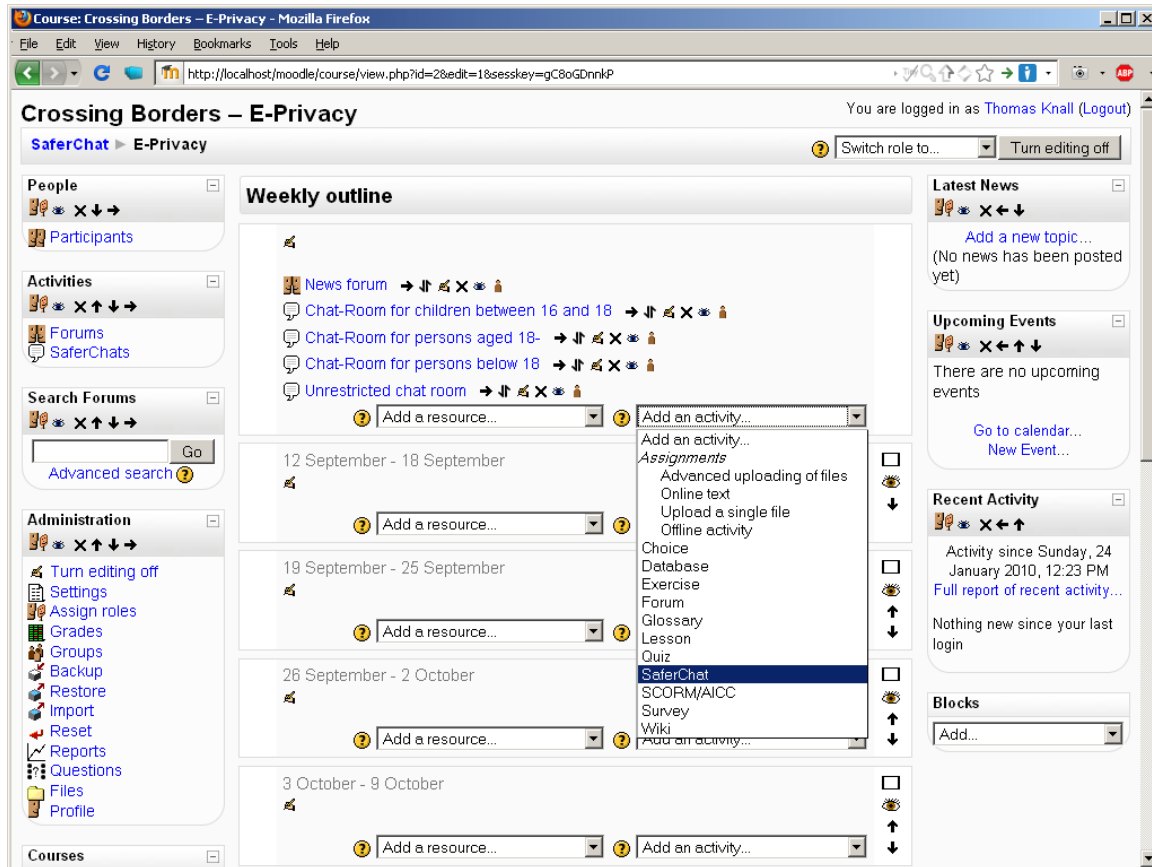 Course: Crossing Borders – E-Privacy - Mozilla Firefox
File Edit View History Bookmarks Tools Help
http://localhost/moodle/course/view.php?id=2&edit=1&sesskey=gC8oGDnnkP
ABP
Crossing Borders – E-Privacy
You are logged in as Thomas Knall (Logout)
SaferChat ► E-Privacy
Switch role to...
Turn editing off
People
Participants
Activities
Forums
SaferChats
Search Forums
Go
Advanced search
Administration
Turn editing off
Settings
Assign roles
Grades
Groups
Backup
Restore
Import
Reset
Reports
Questions
Files
Profile
Courses
Weekly outline
News forum
Chat-Room for children between 16 and 18
Chat-Room for persons aged 18-
Chat-Room for persons below 18
Unrestricted chat room
Add a resource...
Add an activity...
Add an activity...
Assignments
Advanced uploading of files
Online text
Upload a single file
Offline activity
Choice
Database
Exercise
Forum
Glossary
Lesson
Quiz
SaferChat
SCORM/AICC
Survey
Wiki
12 September - 18 September
Add a resource...
19 September - 25 September
Add a resource...
26 September - 2 October
Add a resource...
Add an activity...
3 October - 9 October
Add a resource...
Add an activity...
Latest News
Add a new topic...
(No news has been posted
yet)
Upcoming Events
There are no upcoming
events
Go to calendar...
New Event...
Recent Activity
Activity since Sunday, 24
January 2010, 12:23 PM
Full report of recent activity...
Nothing new since your last
login
Blocks
Add...